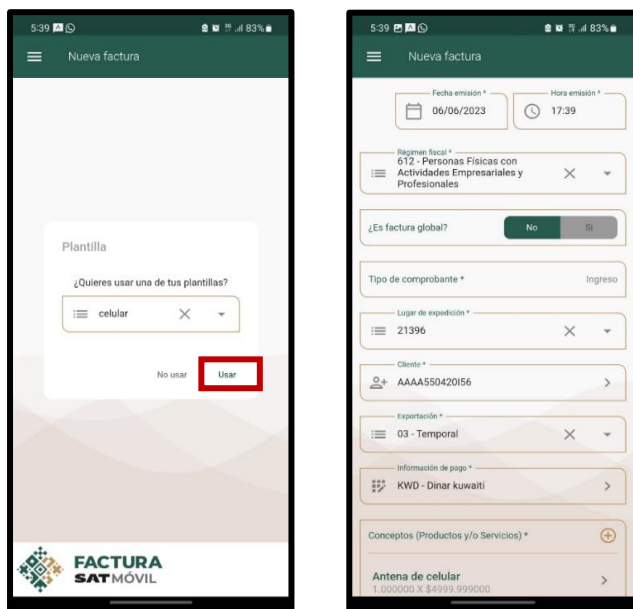 5:39
83%
Nueva factura
Plantilla
¿Quieres usar una de tus plantillas?
celular
No usar
Usar
FACTURA
SAT MÓVIL
5:39
83%
Nueva factura
Fecha emisión *
06/06/2023
Hora emisión *
17:39
Régimen fiscal *
612 - Personas Físicas con
Actividades Empresariales y
Profesionales
¿Es factura global?
No
Si
Tipo de comprobante *
Ingreso
Lugar de expedición *
21396
Cliente *
AAAA550420I56
Exportación *
03 - Temporal
Información de pago *
KWD - Dinar kuwaití
Conceptos (Productos y/o Servicios) *
Antena de celular
1.000000 X $4999.999000